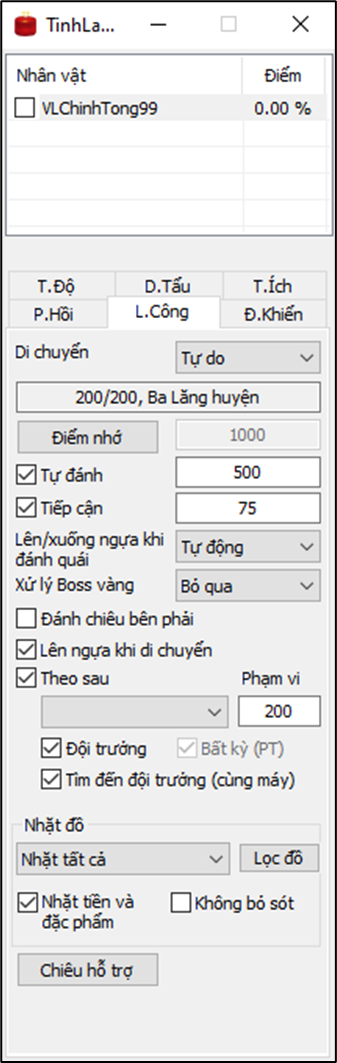 TinhLa...
Nhân vật Điểm
VLChinhTong99 0.00 %
T.Độ D.Tẩu T.Ích
P.Hồi L.Công Đ.Khiển
Di chuyển Tự do
200/200, Ba Lăng huyện
Điểm nhớ 1000
Tự đánh 500
Tiếp cận 75
Lên/xuống ngựa khi
đánh quái Tự động
Xử lý Boss vàng Bỏ qua
Đánh chiêu bên phải
Lên ngựa khi di chuyển
Theo sau Phạm vi
200
Đội trưởng Bất kỳ (PT)
Tìm đến đội trưởng (cùng máy)
Nhặt đồ
Nhặt tất cả Lọc đồ
Nhặt tiền và Không bỏ sót
đặc phẩm
Chiêu hỗ trợ